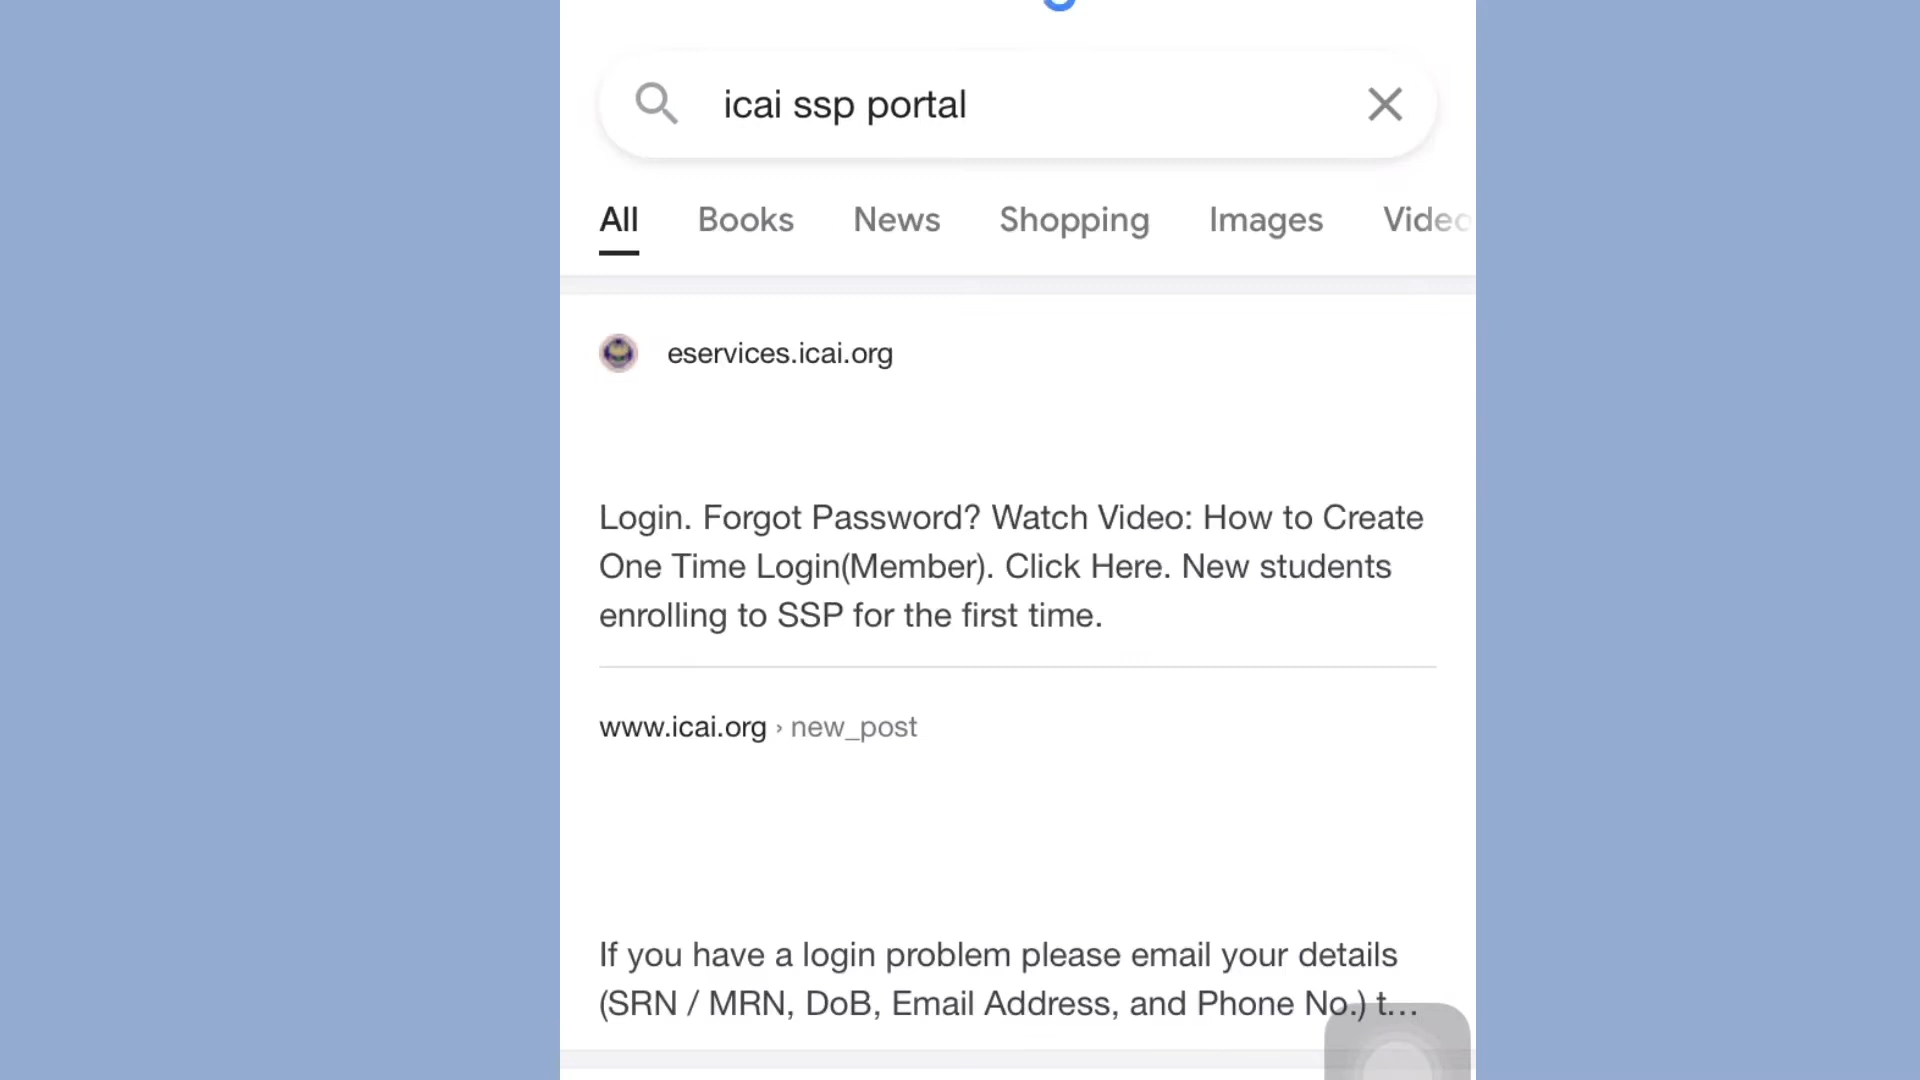 icai ssp portal
All Books News Shopping Images Video
eservices.icai.org
Login. Forgot Password? Watch Video: How to Create
One Time Login(Member). Click Here. New students
enrolling to SSP for the first time.
www.icai.org › new_post
If you have a login problem please email your details
(SRN / MRN, DoB, Email Address, and Phone No.) t...